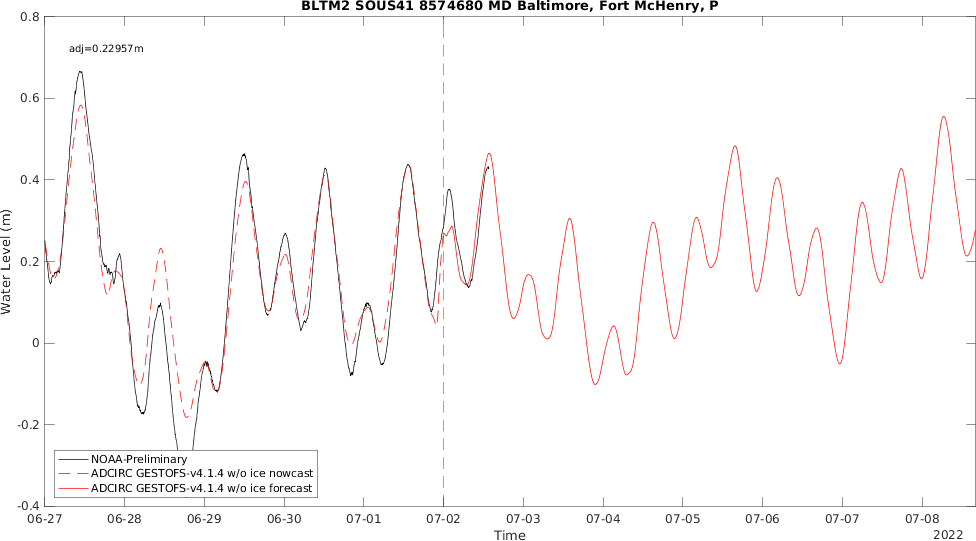 BLTM2 SOUS41 8574680 MD Baltimore, Fort McHenry, P
adj=0.22957m
0.8
0.6
0.4
0.2
0
-0.2
-0.4
Water Level (m)
NOAA-Preliminary
ADCIRC GESTOFS-v4.1.4 w/o ice nowcast
ADCIRC GESTOFS-v4.1.4 w/o ice forecast
06-27 06-28 06-29 06-30 07-01 07-02 07-03 07-04 07-05 07-06 07-07 07-08
Time
2022